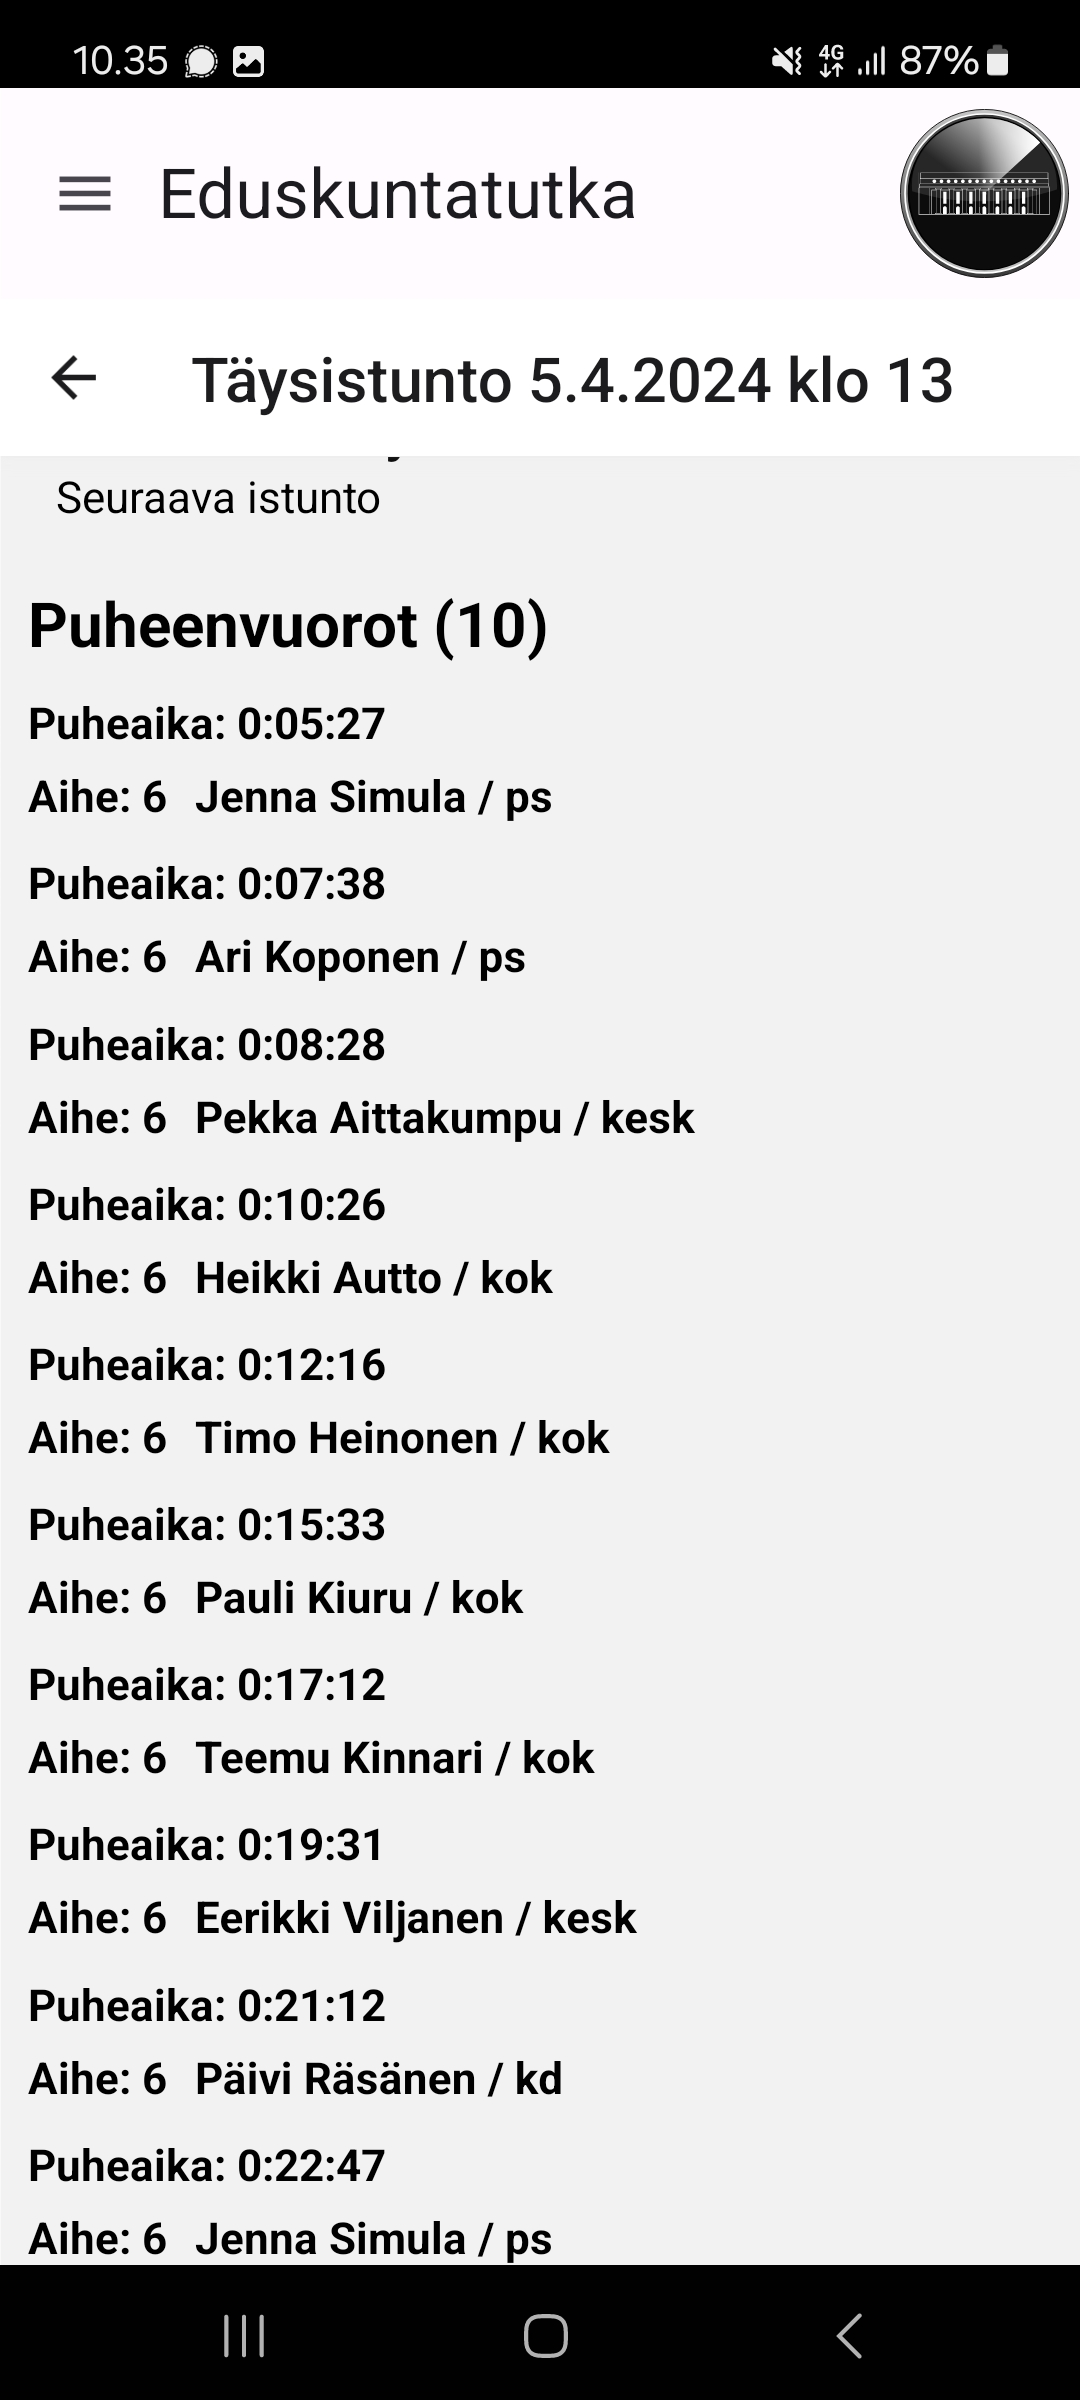 10.35 4G 87%
Eduskuntatutka
Täysistunto 5.4.2024 klo 13
Seuraava istunto
Puheenvuorot (10)
Puheaika: 0:05:27
Aihe: 6 Jenna Simula / ps
Puheaika: 0:07:38
Aihe: 6 Ari Koponen / ps
Puheaika: 0:08:28
Aihe: 6 Pekka Aittakumpu / kesk
Puheaika: 0:10:26
Aihe: 6 Heikki Autto / kok
Puheaika: 0:12:16
Aihe: 6 Timo Heinonen / kok
Puheaika: 0:15:33
Aihe: 6 Pauli Kiuru / kok
Puheaika: 0:17:12
Aihe: 6 Teemu Kinnari / kok
Puheaika: 0:19:31
Aihe: 6 Eerikki Viljanen / kesk
Puheaika: 0:21:12
Aihe: 6 Päivi Räsänen / kd
Puheaika: 0:22:47
Aihe: 6 Jenna Simula / ps